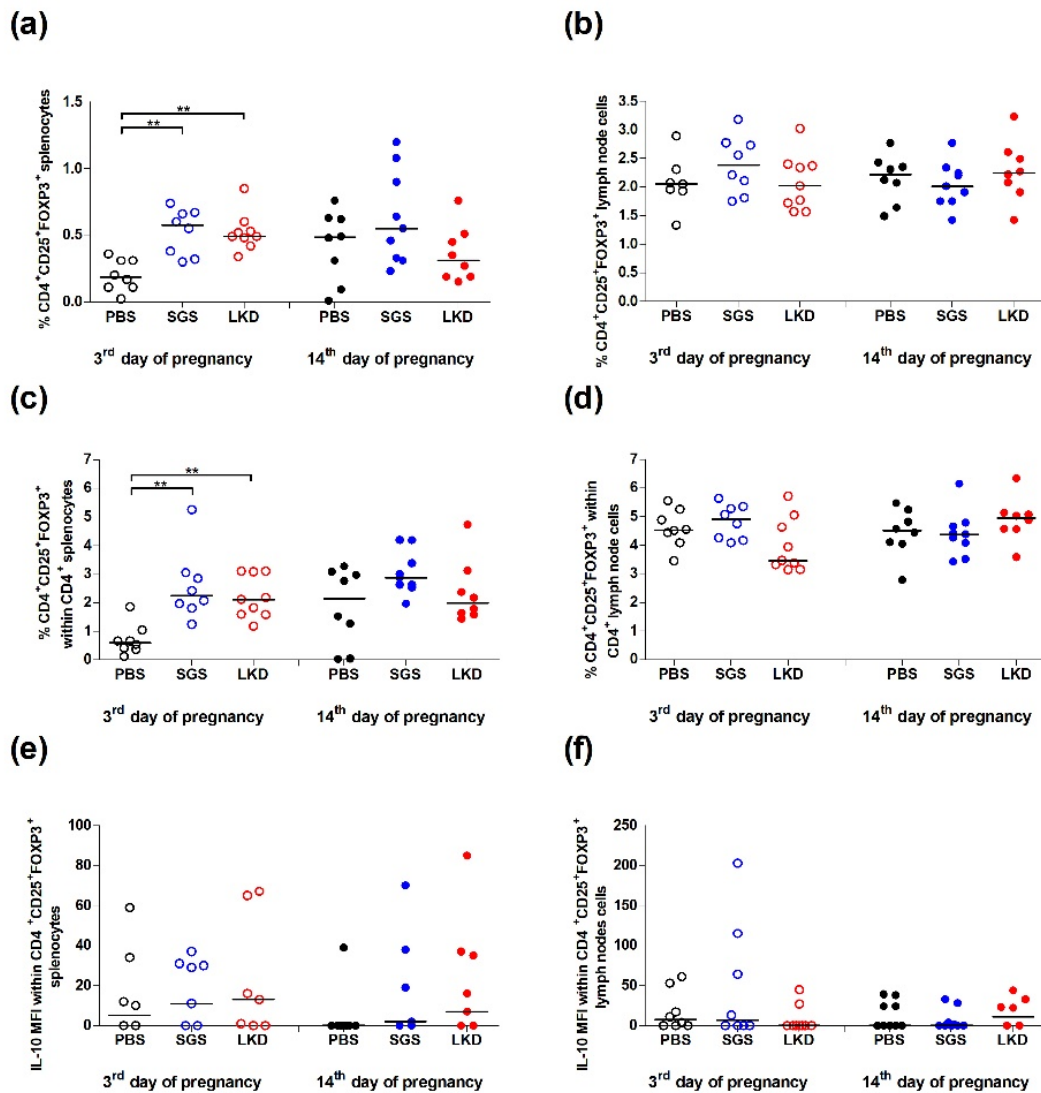 (a)
% CD4⁺CD25⁺FOXP3⁺ splenocytes
1.5
1.0
0.5
0.0
**
**
PBS SGS LKD PBS SGS LKD
3rd day of pregnancy 14th day of pregnancy
(b)
% CD4⁺CD25⁺FOXP3⁺ lymph node cells
3.5
3.0
2.5
2.0
1.5
1.0
0.5
0.0
PBS SGS LKD PBS SGS LKD
3rd day of pregnancy 14th day of pregnancy
(c)
% CD4⁺CD25⁺FOXP3⁺
within CD4⁺ splenocytes
7
6
5
4
3
2
1
0
**
**
PBS SGS LKD PBS SGS LKD
3rd day of pregnancy 14th day of pregnancy
(d)
% CD4⁺CD25⁺FOXP3⁺ within
CD4⁺ lymph node cells
7
6
5
4
3
2
1
0
PBS SGS LKD PBS SGS LKD
3rd day of pregnancy 14th day of pregnancy
(e)
IL-10 MFI within CD4 ⁺CD25⁺FOXP3⁺
splenocytes
100
80
60
40
20
0
PBS SGS LKD PBS SGS LKD
3rd day of pregnancy 14th day of pregnancy
(f)
IL-10 MFI within CD4 ⁺CD25⁺FOXP3⁺
lymph nodes cells
250
200
150
100
50
0
PBS SGS LKD PBS SGS LKD
3rd day of pregnancy 14th day of pregnancy